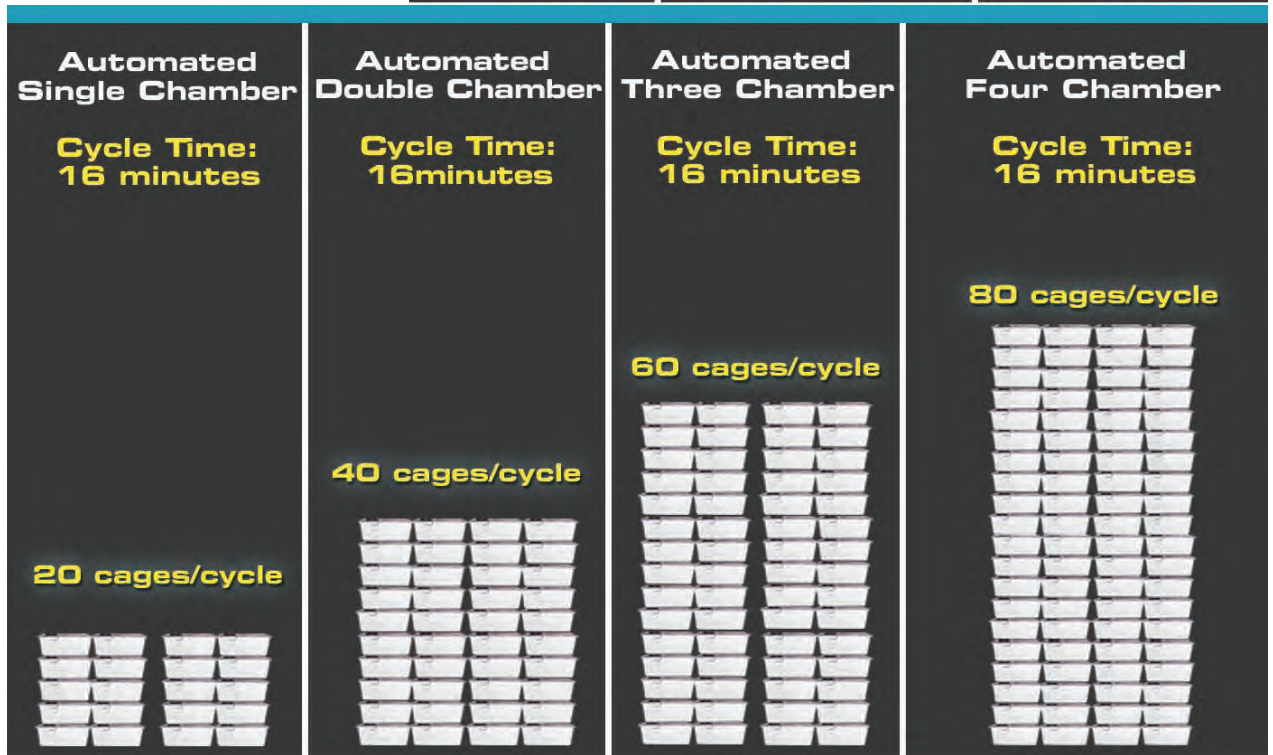 Automated
Single Chamber
Cycle Time:
16 minutes
20 cages/cycle
Automated
Double Chamber
Cycle Time:
16minutes
40 cages/cycle
Automated
Three Chamber
Cycle Time:
16 minutes
60 cages/cycle
Automated
Four Chamber
Cycle Time:
16 minutes
80 cages/cycle